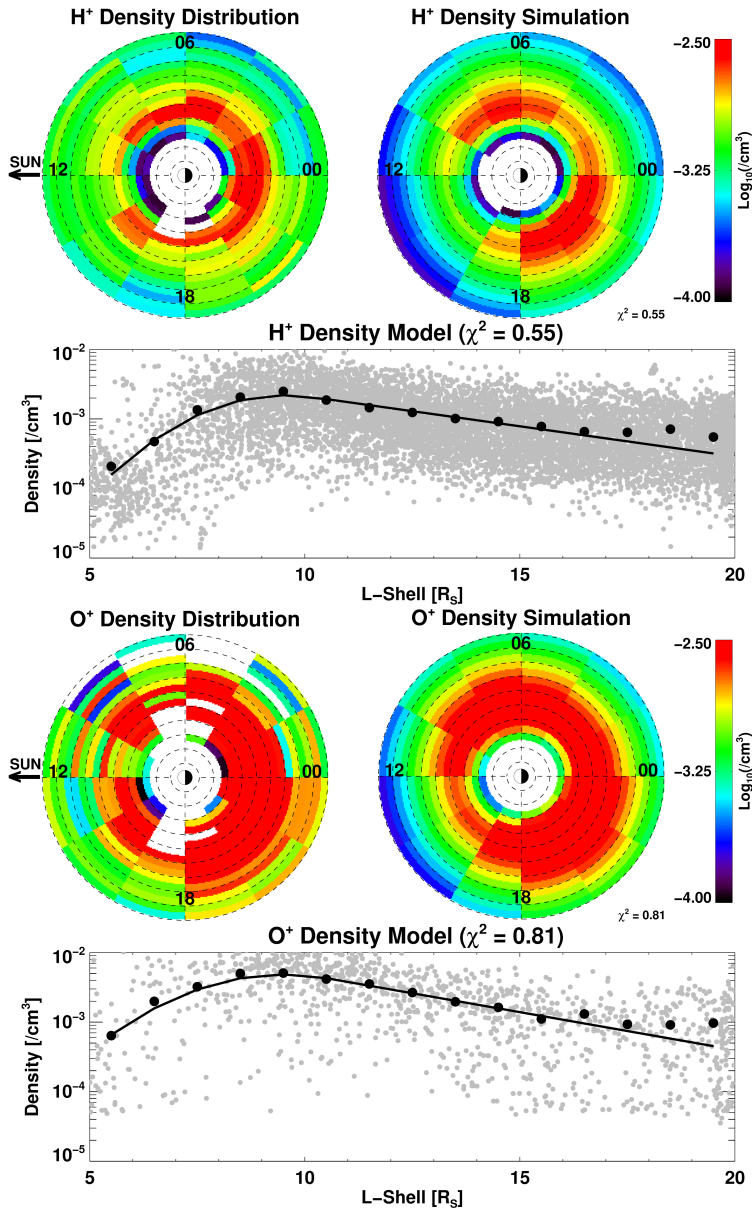 H⁺ Density Distribution
H⁺ Density Simulation
06
06
SUN
12
00
12
00
18
18
−2.50
−3.25
−4.00
Log₁₀(/cm³)
χ² = 0.55
H⁺ Density Model (χ² = 0.55)
10⁻²
10⁻³
10⁻⁴
10⁻⁵
Density [/cm³]
5
10
15
20
L−Shell [R_S]
O⁺ Density Distribution
O⁺ Density Simulation
06
06
SUN
12
00
12
00
18
18
−2.50
−3.25
−4.00
Log₁₀(/cm³)
χ² = 0.81
O⁺ Density Model (χ² = 0.81)
10⁻²
10⁻³
10⁻⁴
10⁻⁵
Density [/cm³]
5
10
15
20
L−Shell [R_S]